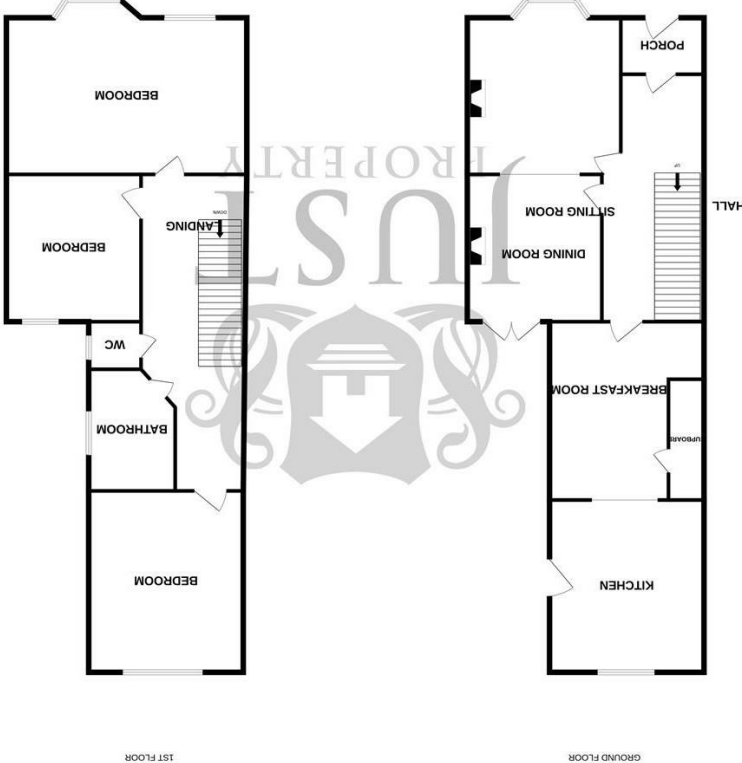 GROUND FLOOR
1ST FLOOR
KITCHEN
BREAKFAST ROOM
UPBOARD
DINING ROOM
SITTING ROOM
HALL
UP
PORCH
BEDROOM
BATHROOM
WC
BEDROOM
LANDING
DOWN
BEDROOM
JUST
PROPERTY